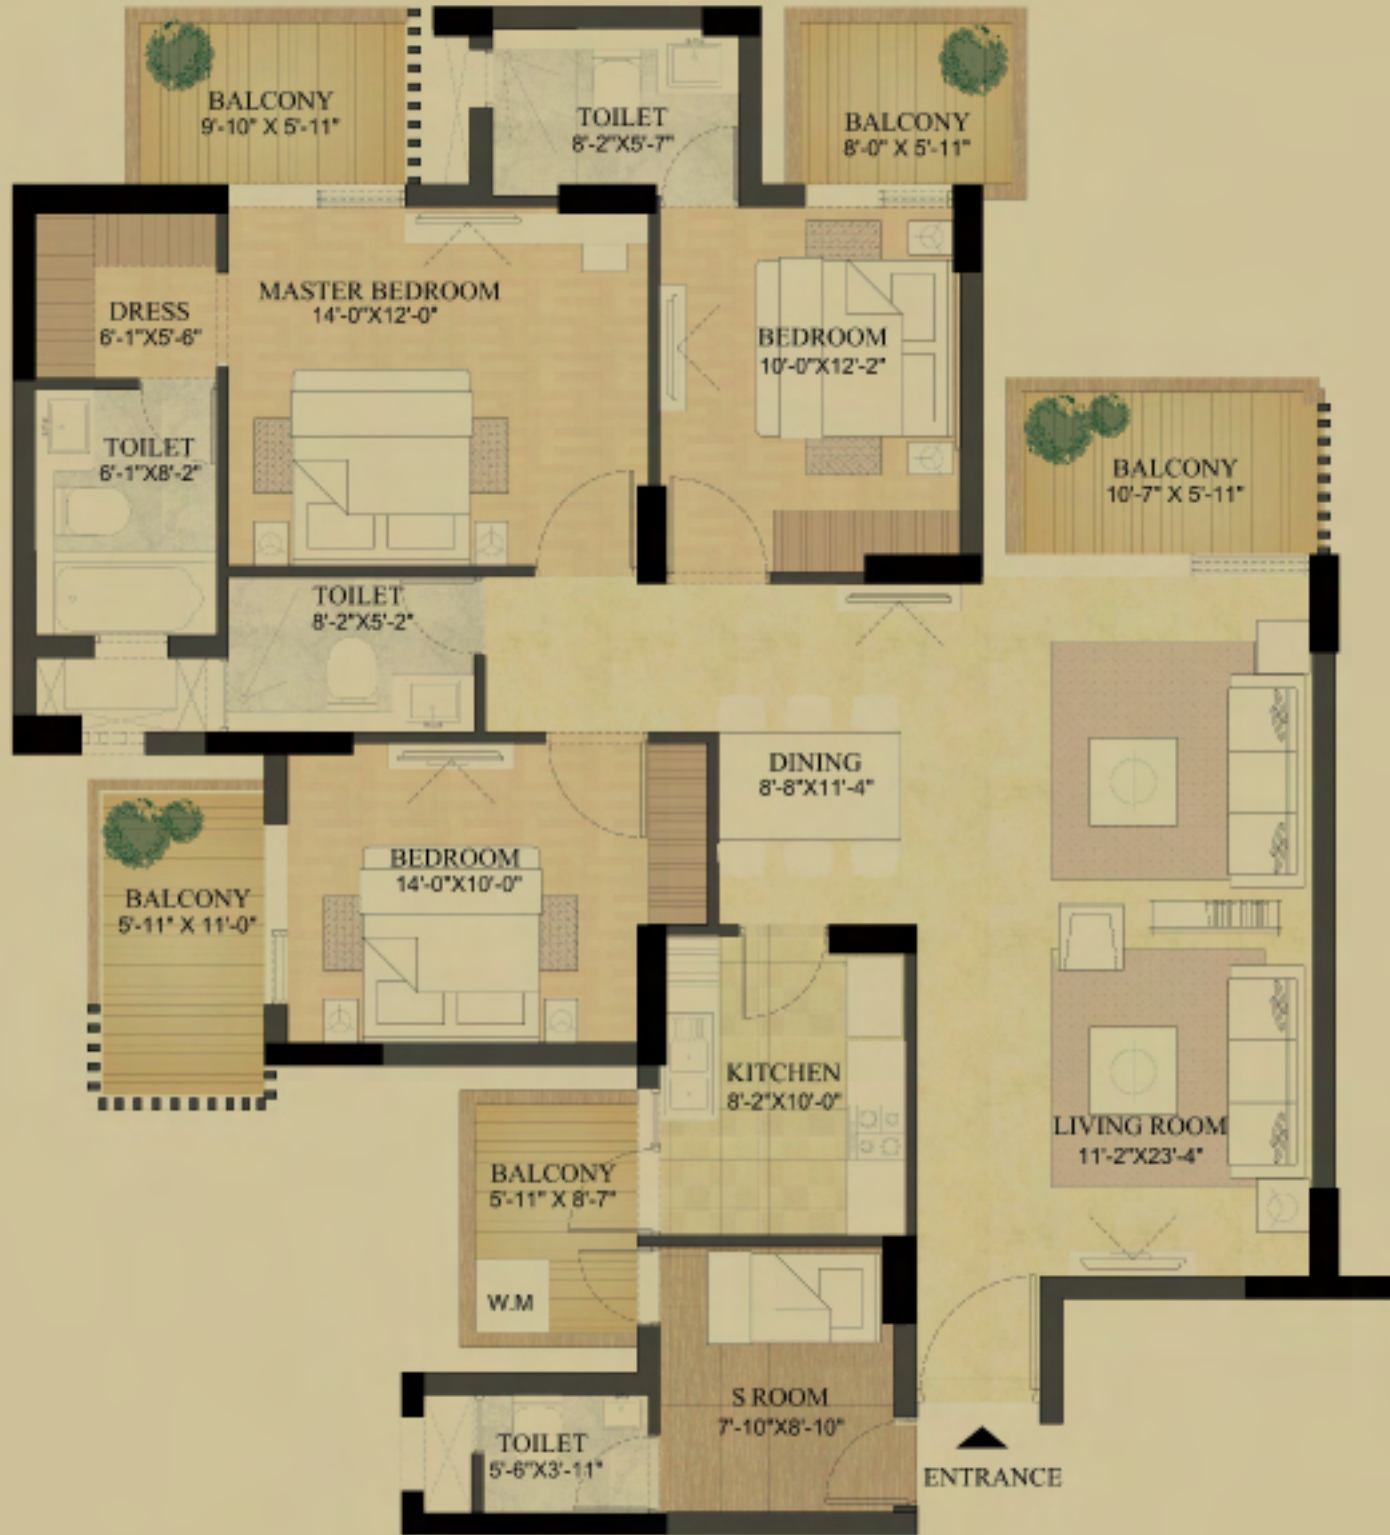 BALCONY
9'-10" X 5'-11"
TOILET
8'-2"X5'-7"
BALCONY
8'-0" X 5'-11"
MASTER BEDROOM
14'-0"X12'-0"
DRESS
6'-1"X5'-6"
BEDROOM
10'-0"X12'-2"
TOILET
6'-1"X8'-2"
BALCONY
10'-7" X 5'-11"
TOILET
8'-2"X5'-2"
DINING
8'-8"X11'-4"
BEDROOM
14'-0"X10'-0"
BALCONY
5'-11" X 11'-0"
KITCHEN
8'-2"X10'-0"
LIVING ROOM
11'-2"X23'-4"
BALCONY
5'-11" X 8'-7"
W.M
S ROOM
7'-10"X8'-10"
TOILET
5'-6"X3'-11"
ENTRANCE